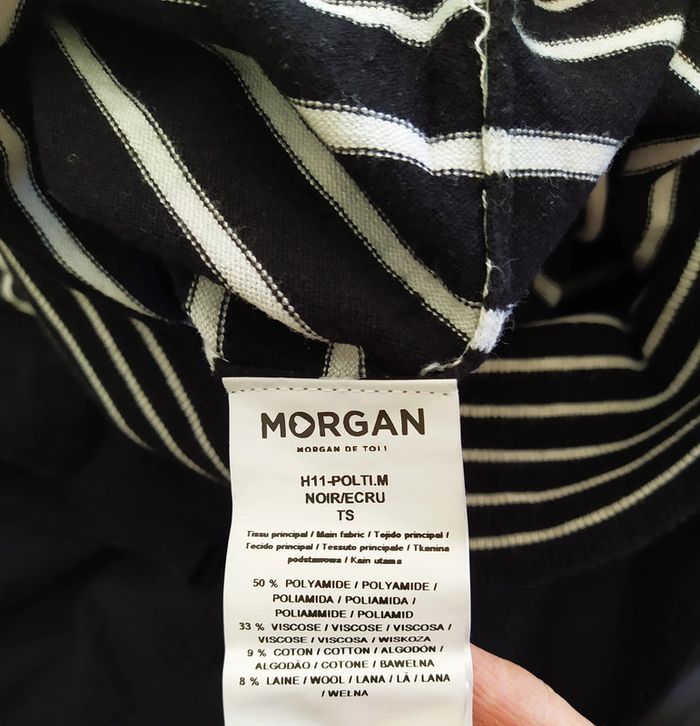 MORGAN
MORGAN DE TOI !
H11-POLTI.M
NOIR/ECRU
TS
Tissu principal / Main fabric / Tejido principal /
Tecido principal / Tessuto principale / Tkanina
podstawowa / Kain utama
50 % POLYAMIDE / POLYAMIDE /
POLIAMIDA / POLIAMIDA /
POLIAMMIDE / POLIAMID
33 % VISCOSE / VISCOSE / VISCOSA /
VISCOSE / VISCOSA / WISKOZA
9 % COTON / COTTON / ALGODÓN /
ALGODÃO / COTONE / BAWEŁNA
8 % LAINE / WOOL / LANA / LÃ / LANA
/ WEŁNA